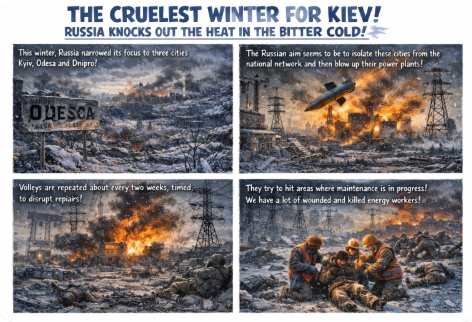 THE CRUELEST WINTER FOR KIEV!
RUSSIA KNOCKS OUT THE HEAT IN THE BITTER COLD!
This winter, Russia narrowed its focus to three cities
Kyiv, Odesa and Dnipro!
ODESCA
The Russian aim seems to be to isolate these cities from the
national network and then blow up their power plants!
Volleys are repeated about every two weeks, timed,
to disrupt repairs!
They try to hit areas where maintenance is in progress!
We have a lot of wounded and killed energy workers!